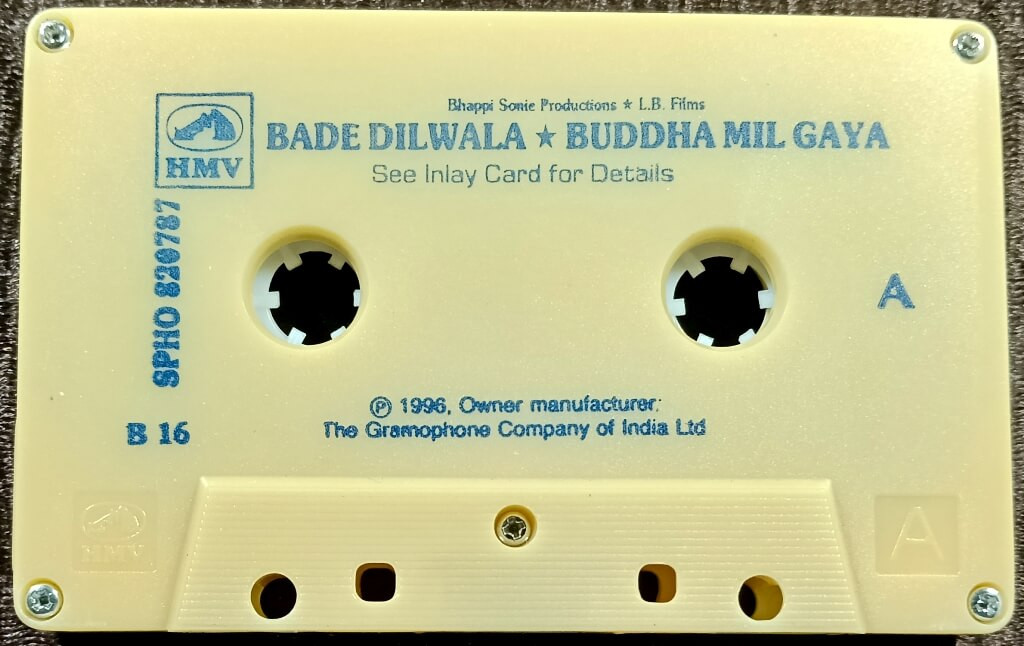 Bhappi Sonie Productions ★ L.B. Films
HMV
BADE DILWALA ★ BUDDHA MIL GAYA
See Inlay Card for Details
SPHO 820787
A
℗ 1996, Owner manufacturer:
The Gramophone Company of India Ltd
B 16
HMV
A